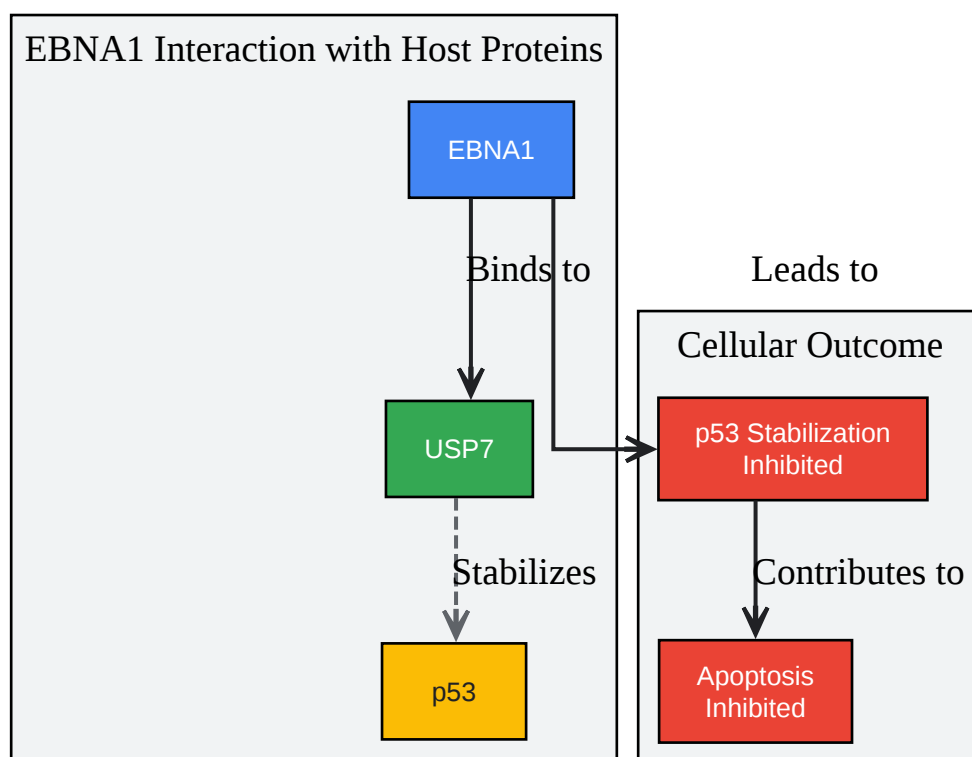 EBNA1 Interaction with Host Proteins
EBNA1
Binds to
Leads to
Cellular Outcome
USP7
p53 Stabilization
Inhibited
Stabilizes
Contributes to
p53
Apoptosis
Inhibited